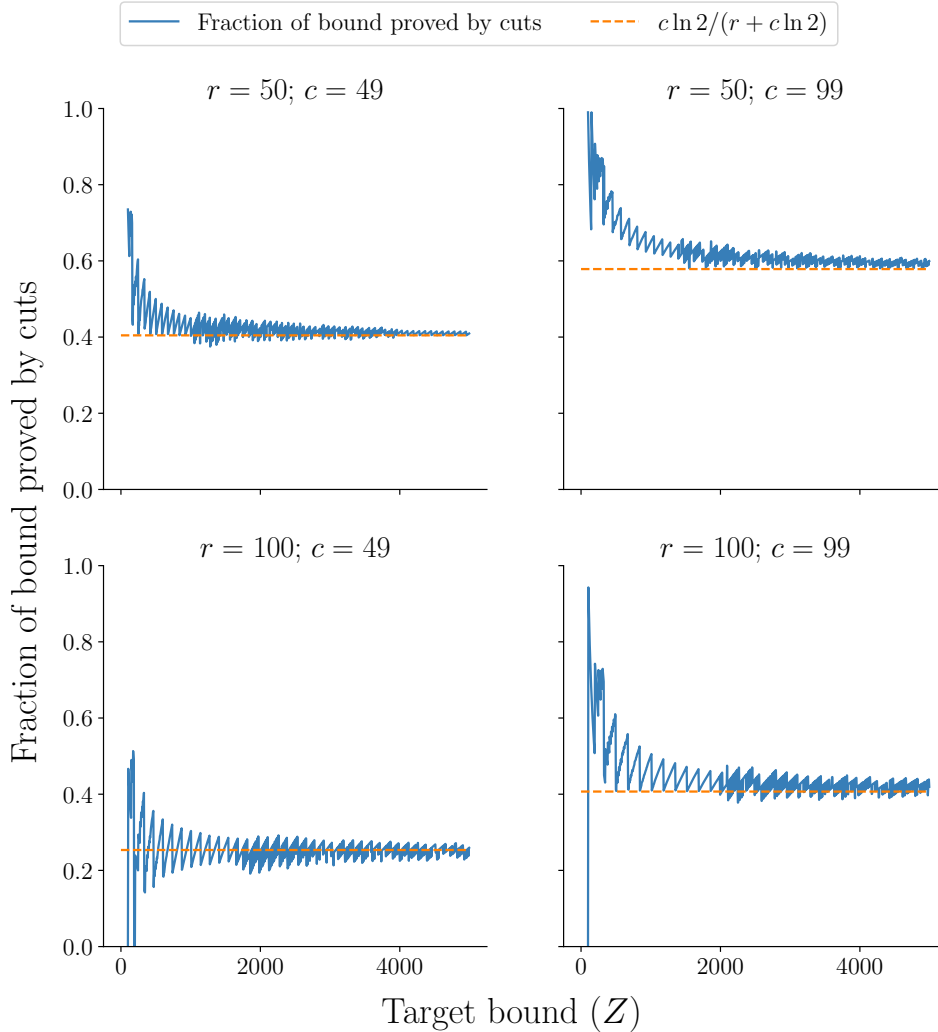 Fraction of bound proved by cuts
c ln 2/(r + c ln 2)
r = 50; c = 49
r = 50; c = 99
1.0
0.8
0.6
0.4
0.2
0.0
r = 100; c = 49
r = 100; c = 99
1.0
0.8
0.6
0.4
0.2
0.0
0 2000 4000
0 2000 4000
Fraction of bound proved by cuts
Target bound (Z)